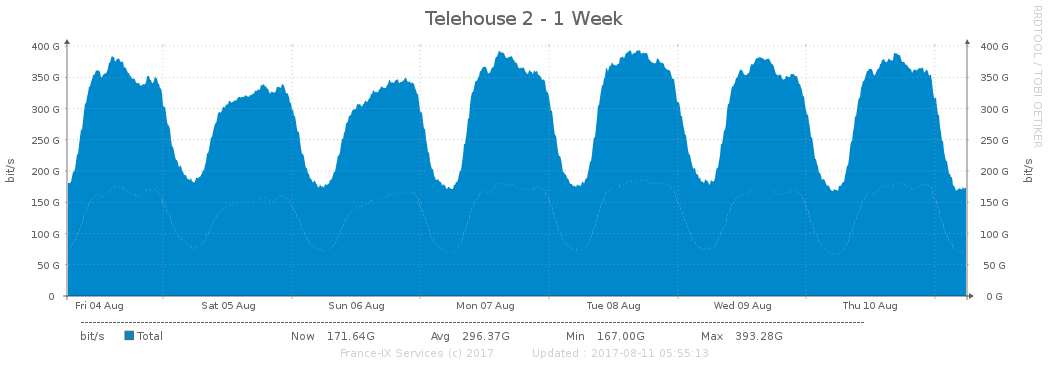 Telehouse 2 - 1 Week
RRDTOOL / TOBI OETIKER
400 G 400 G
350 G 350 G
300 G 300 G
250 G 250 G
200 G 200 G
150 G 150 G
100 G 100 G
50 G 50 G
0 0 G
bit/s bit/s
Fri 04 Aug Sat 05 Aug Sun 06 Aug Mon 07 Aug Tue 08 Aug Wed 09 Aug Thu 10 Aug
bit/s Total Now 171.64G Avg 296.37G Min 167.00G Max 393.28G
France-IX Services (c) 2017 Updated : 2017-08-11 05:55:13